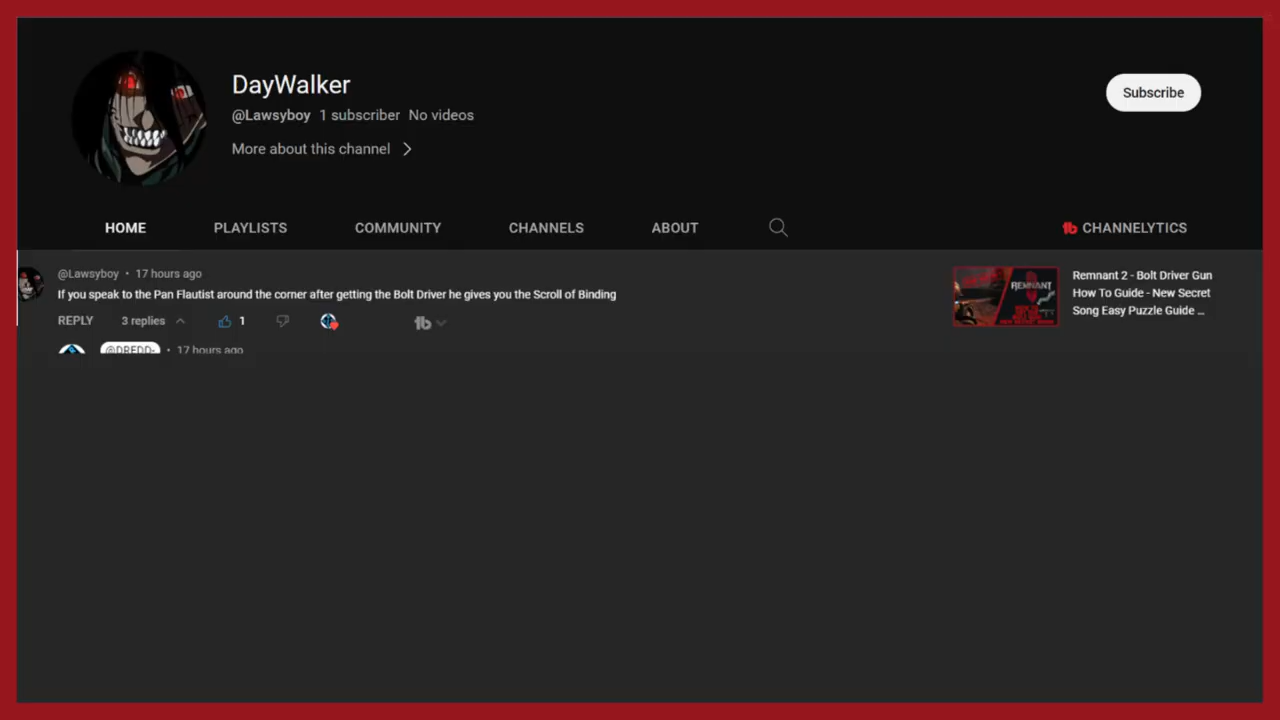 DayWalker
Subscribe
@Lawsyboy 1 subscriber No videos
More about this channel
HOME PLAYLISTS COMMUNITY CHANNELS ABOUT CHANNELYTICS
@Lawsyboy • 17 hours ago
If you speak to the Pan Flautist around the corner after getting the Bolt Driver he gives you the Scroll of Binding
REPLY 3 replies 1
@DREDD-
• 17 hours ago
REMNANT
Remnant 2 - Bolt Driver Gun
How To Guide - New Secret
Song Easy Puzzle Guide ...